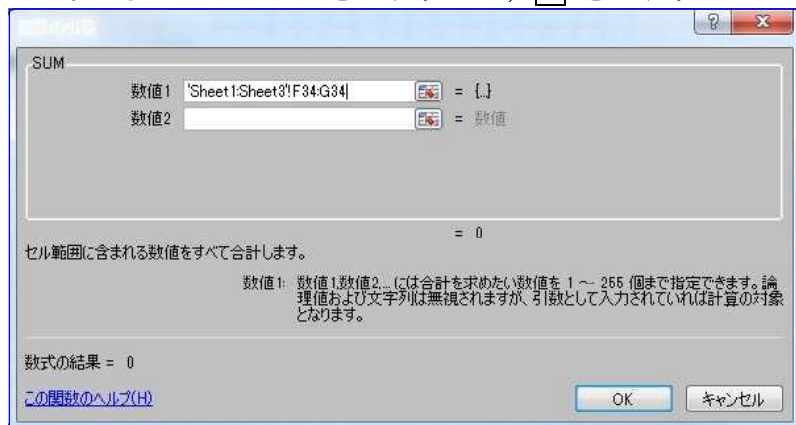 SUM
数値1 'Sheet1:Sheet3'!F34:G34 = {...}
数値2 = 数値
= 0
セル範囲に含まれる数値をすべて合計します。
数値1: 数値1,数値2,... には合計を求めたい数値を 1 ～ 255 個まで指定できます。論
理値および文字列は無視されますが、引数として入力されていれば計算の対象
となります。
数式の結果 = 0
この関数のヘルプ(H)
OK キャンセル